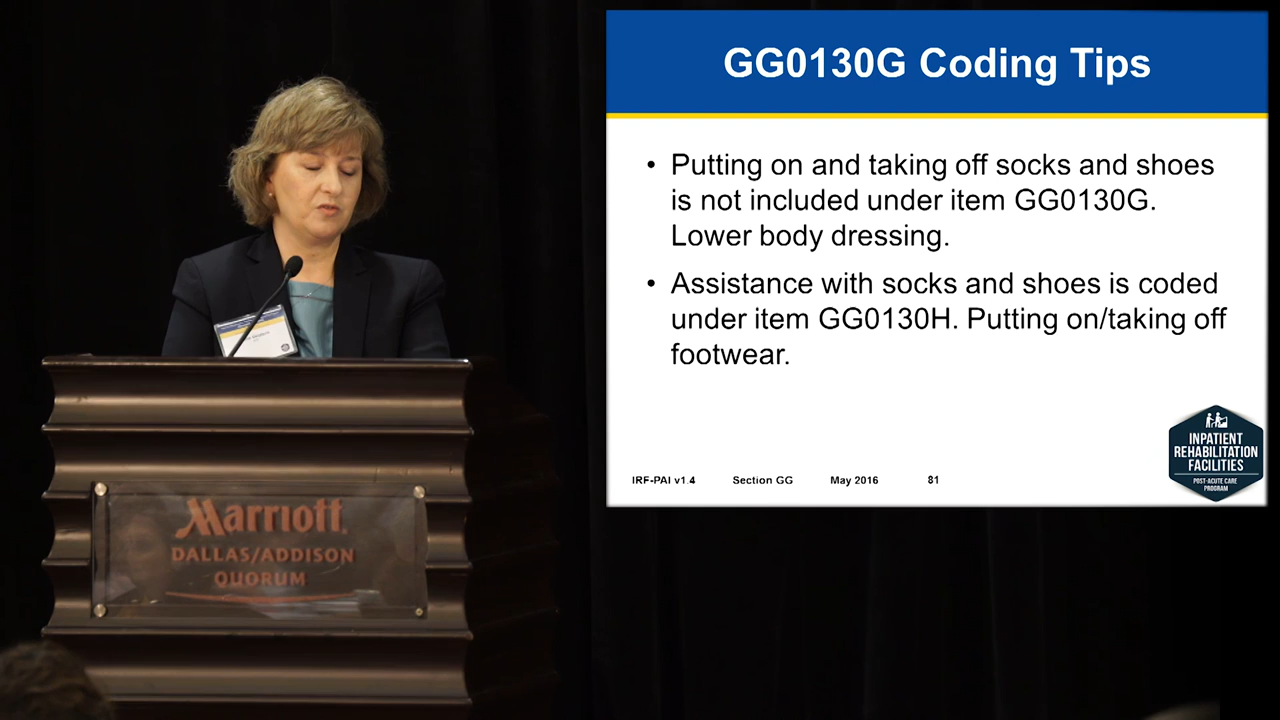 GG0130G Coding Tips
• Putting on and taking off socks and shoes
is not included under item GG0130G.
Lower body dressing.
• Assistance with socks and shoes is coded
under item GG0130H. Putting on/taking off
footwear.
INPATIENT
REHABILITATION
FACILITIES
POST-ACUTE CARE
PROGRAM
IRF-PAI v1.4 Section GG May 2016 81
Marriott
DALLAS/ADDISON
QUORUM